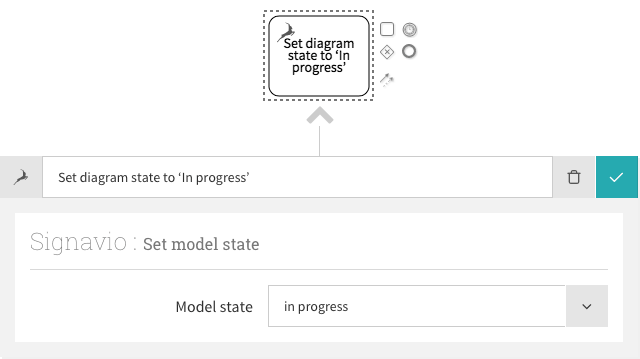 Set diagram
state to ‘In
progress’
Set diagram state to ‘In progress’
Signavio : Set model state
Model state
in progress